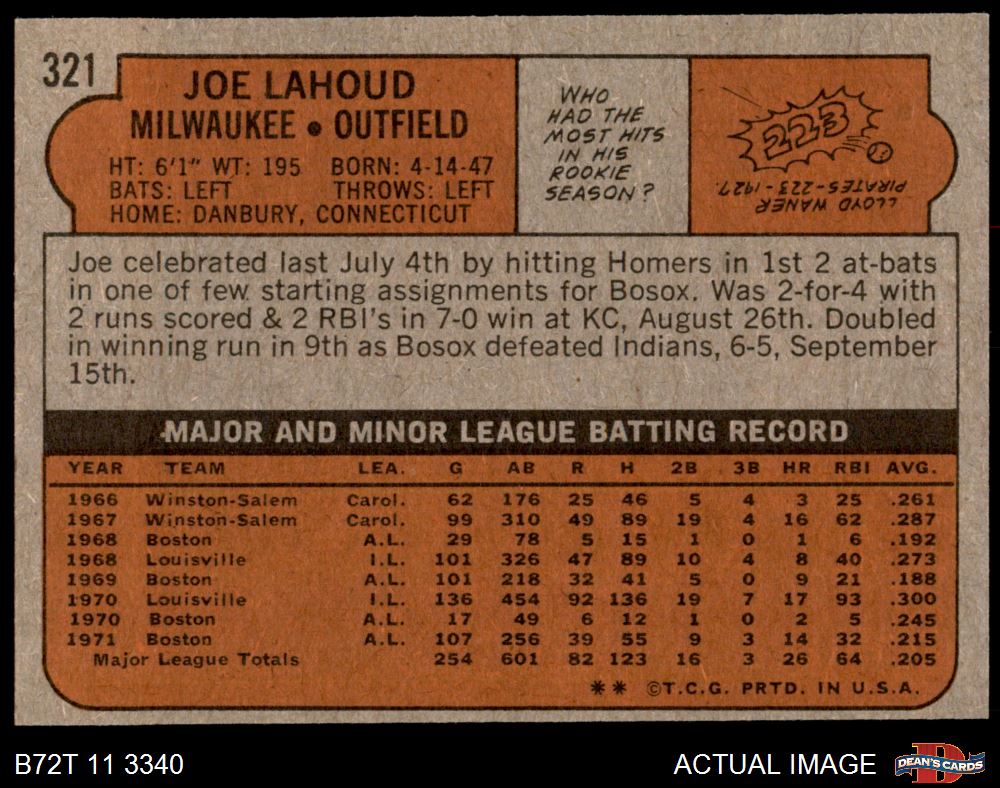 321
JOE LAHOUD
MILWAUKEE • OUTFIELD
HT: 6'1" WT: 195 BORN: 4-14-47
BATS: LEFT THROWS: LEFT
HOME: DANBURY, CONNECTICUT
WHO
HAD THE
MOST HITS
IN HIS
ROOKIE
SEASON?
223
LLOYD WANER
PIRATES-223-1927.
Joe celebrated last July 4th by hitting Homers in 1st 2 at-bats
in one of few starting assignments for Bosox. Was 2-for-4 with
2 runs scored & 2 RBI's in 7-0 win at KC, August 26th. Doubled
in winning run in 9th as Bosox defeated Indians, 6-5, September
15th.
MAJOR AND MINOR LEAGUE BATTING RECORD
YEAR TEAM LEA. G AB R H 2B 3B HR RBI AVG.
1966 Winston-Salem Carol. 62 176 25 46 5 4 3 25 .261
1967 Winston-Salem Carol. 99 310 49 89 19 4 16 62 .287
1968 Boston A.L. 29 78 5 15 1 0 1 6 .192
1968 Louisville I.L. 101 326 47 89 10 4 8 40 .273
1969 Boston A.L. 101 218 32 41 5 0 9 21 .188
1970 Louisville I.L. 136 454 92 136 19 7 17 93 .300
1970 Boston A.L. 17 49 6 12 1 0 2 5 .245
1971 Boston A.L. 107 256 39 55 9 3 14 32 .215
Major League Totals 254 601 82 123 16 3 26 64 .205
** ©T.C.G. PRTD. IN U.S.A.
B72T 11 3340
ACTUAL IMAGE
DEAN'S CARDS